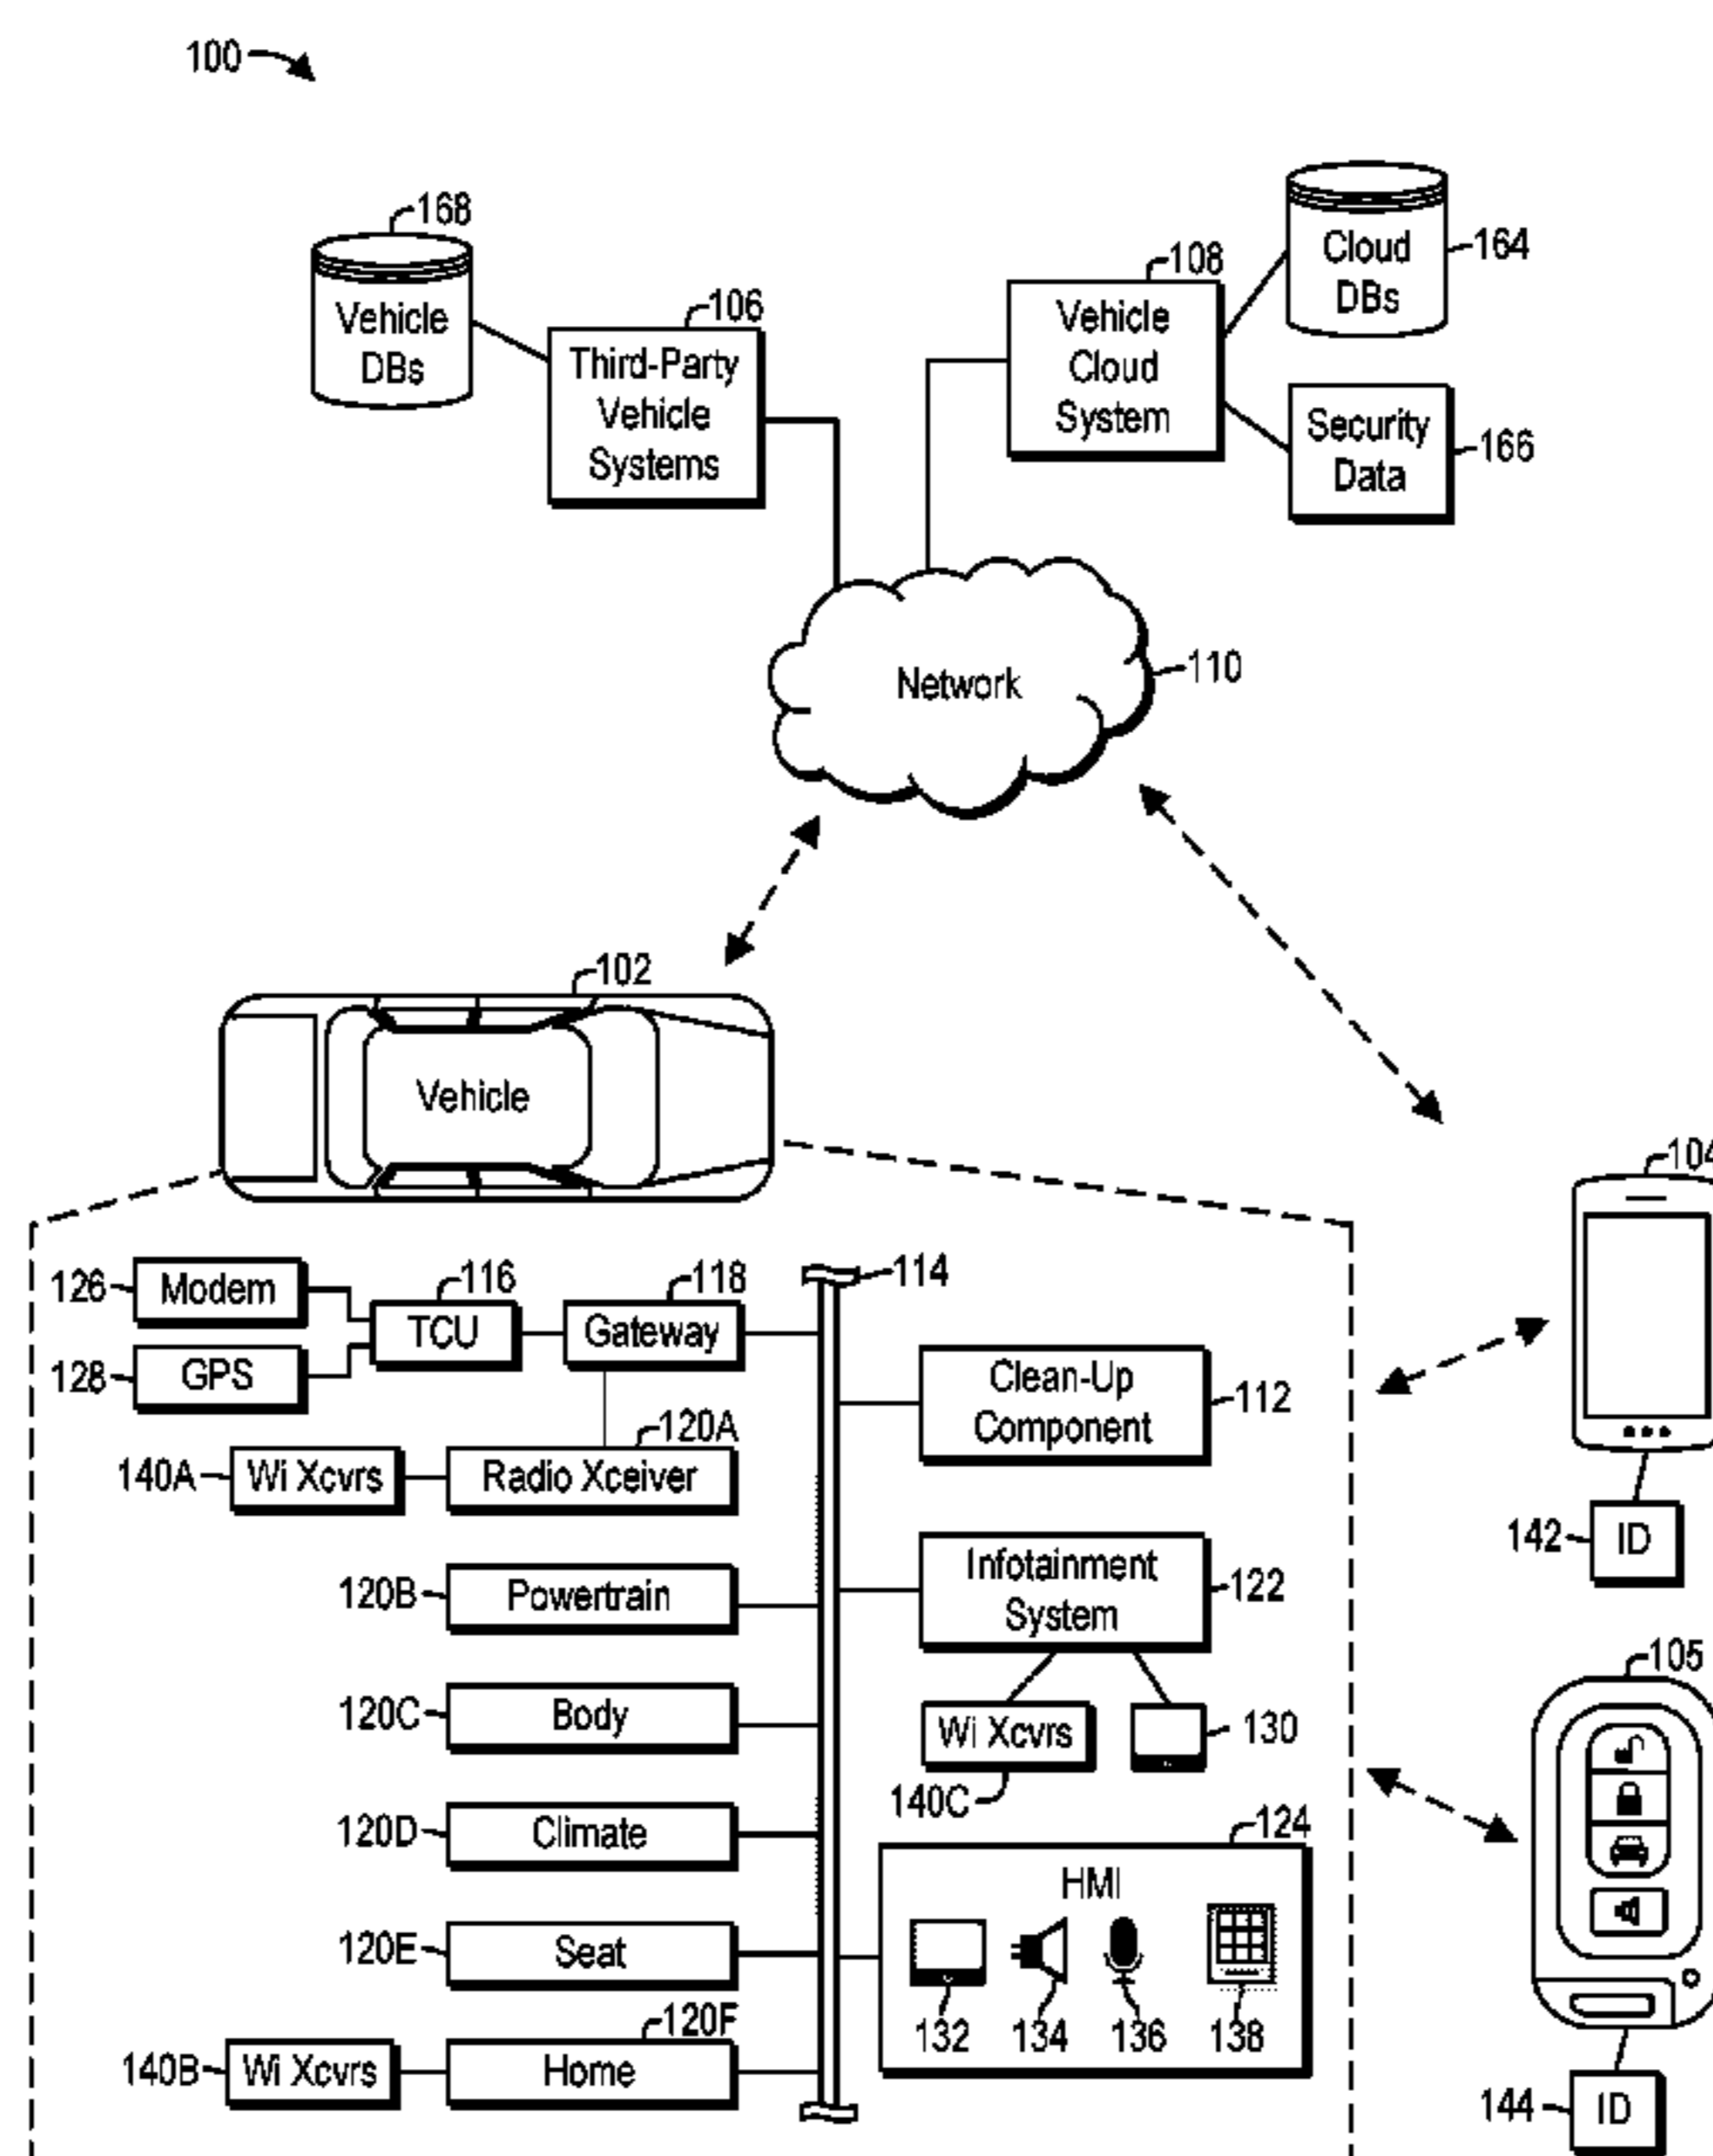 100
168
Vehicle
DBs
106
Third-Party
Vehicle
Systems
108
Vehicle
Cloud
System
Cloud
DBs
164
Security
Data
166
Network
110
102
Vehicle
104
126
Modem
116
TCU
118
Gateway
114
128
GPS
Clean-Up
Component
112
120A
140A
Wi Xcvrs
Radio Xceiver
142
ID
120B
Powertrain
Infotainment
System
122
105
120C
Body
Wi Xcvrs
130
140C
120D
Climate
124
HMI
120E
Seat
132
134
136
138
120F
140B
Wi Xcvrs
Home
144
ID